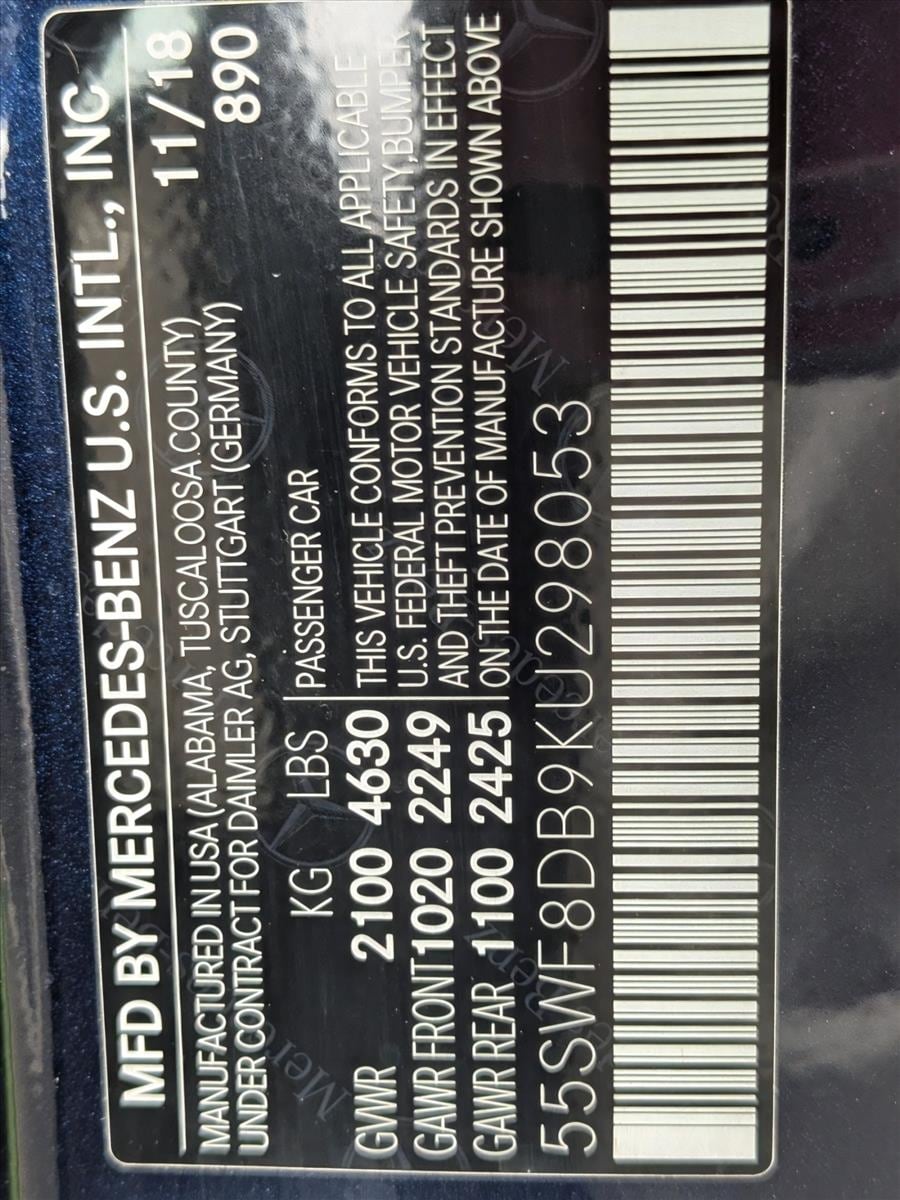 MFD BY MERCEDES-BENZ U.S. INTL., INC
11/18
MANUFACTURED IN USA (ALABAMA, TUSCALOOSA COUNTY)
UNDER CONTRACT FOR DAIMLER AG, STUTTGART (GERMANY)
890
KG LBS PASSENGER CAR
GVWR 2100 4630 THIS VEHICLE CONFORMS TO ALL APPLICABLE
GAWR FRONT 1020 2249 U.S. FEDERAL MOTOR VEHICLE SAFETY,BUMPER
AND THEFT PREVENTION STANDARDS IN EFFECT
GAWR REAR 1100 2425 ON THE DATE OF MANUFACTURE SHOWN ABOVE
55SWF8DB9KU298053